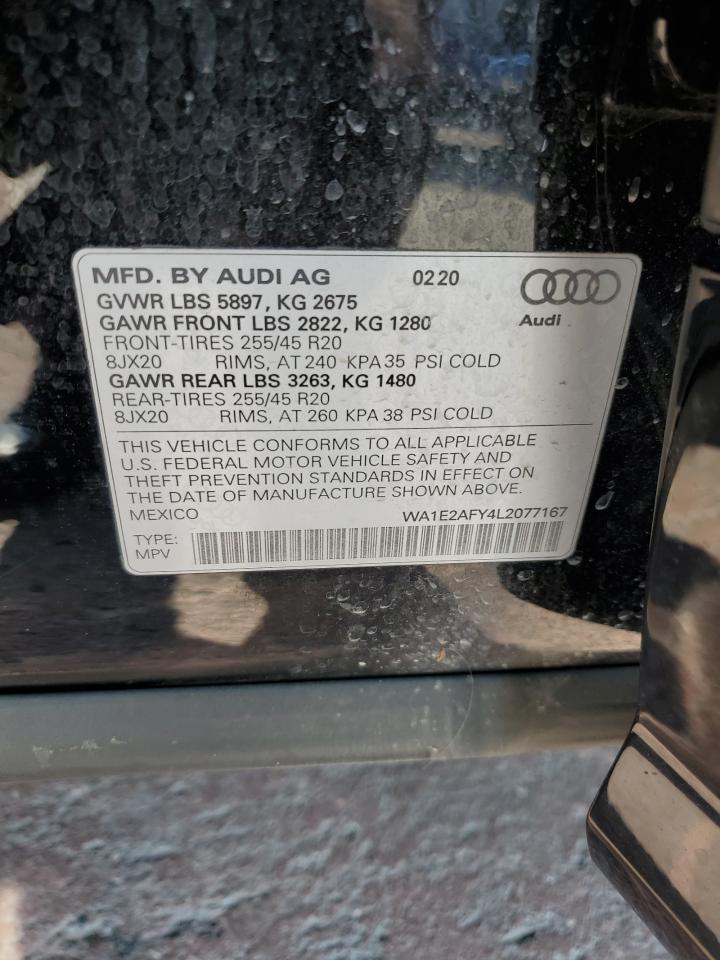 MFD. BY AUDI AG 0220
GVWR LBS 5897, KG 2675
GAWR FRONT LBS 2822, KG 1280
Audi
FRONT-TIRES 255/45 R20
8JX20 RIMS, AT 240 KPA 35 PSI COLD
GAWR REAR LBS 3263, KG 1480
REAR-TIRES 255/45 R20
8JX20 RIMS, AT 260 KPA 38 PSI COLD
THIS VEHICLE CONFORMS TO ALL APPLICABLE
U.S. FEDERAL MOTOR VEHICLE SAFETY AND
THEFT PREVENTION STANDARDS IN EFFECT ON
THE DATE OF MANUFACTURE SHOWN ABOVE.
MEXICO WA1E2AFY4L2077167
TYPE:
MPV